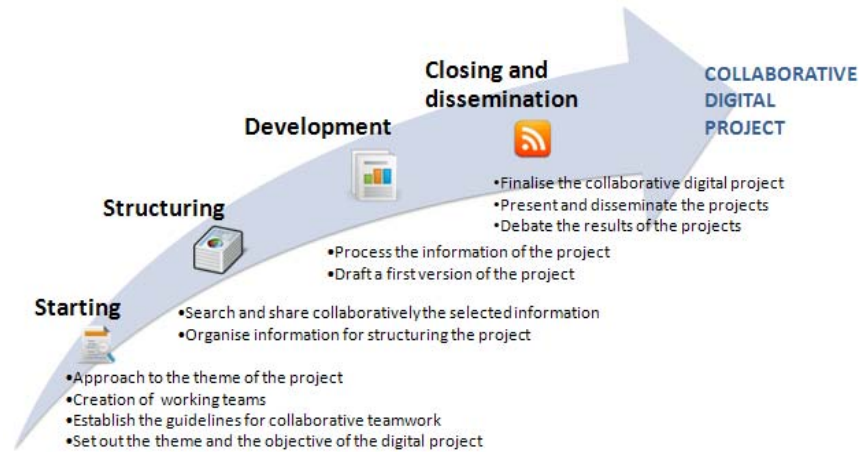 Starting
•Approach to the theme of the project
•Creation of working teams
•Establish the guidelines for collaborative teamwork
•Set out the theme and the objective of the digital project
Structuring
•Search and share collaboratively the selected information
•Organise information for structuring the project
Development
•Process the information of the project
•Draft a first version of the project
Closing and
dissemination
•Finalise the collaborative digital project
•Present and disseminate the projects
•Debate the results of the projects
COLLABORATIVE
DIGITAL
PROJECT